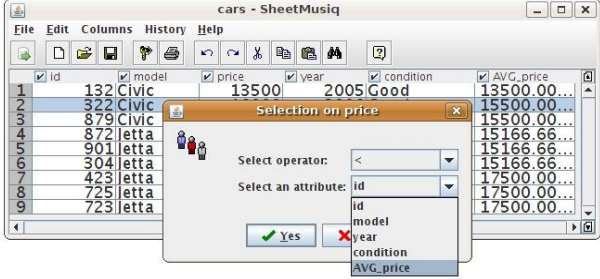 cars - SheetMusiq
File Edit Columns History Help
id model price year condition AVG_price
1 132 Civic 13500 2005 Good 13500.00...
2 322 Civic 15500.00...
3 879 Civic 15500.00...
4 872 Jetta 15166.66...
5 901 Jetta 15166.66...
6 304 Jetta 15166.66...
7 423 Jetta 17500.00...
8 725 Jetta 17500.00...
9 723 Jetta 17500.00...
Selection on price
Select operator: <
Select an attribute: id
id
model
year
condition
AVG_price
Yes